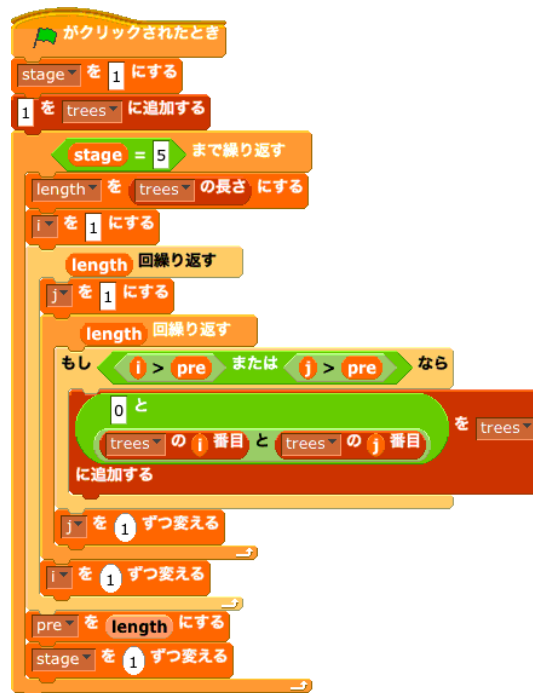 がクリックされたとき
stage を 1 にする
1 を trees に追加する
stage = 5 まで繰り返す
length を trees の長さ にする
i を 1 にする
length 回繰り返す
j を 1 にする
length 回繰り返す
もし i > pre または j > pre なら
0 と
trees の i 番目 と trees の j 番目
を trees
に追加する
j を 1 ずつ変える
i を 1 ずつ変える
pre を length にする
stage を 1 ずつ変える